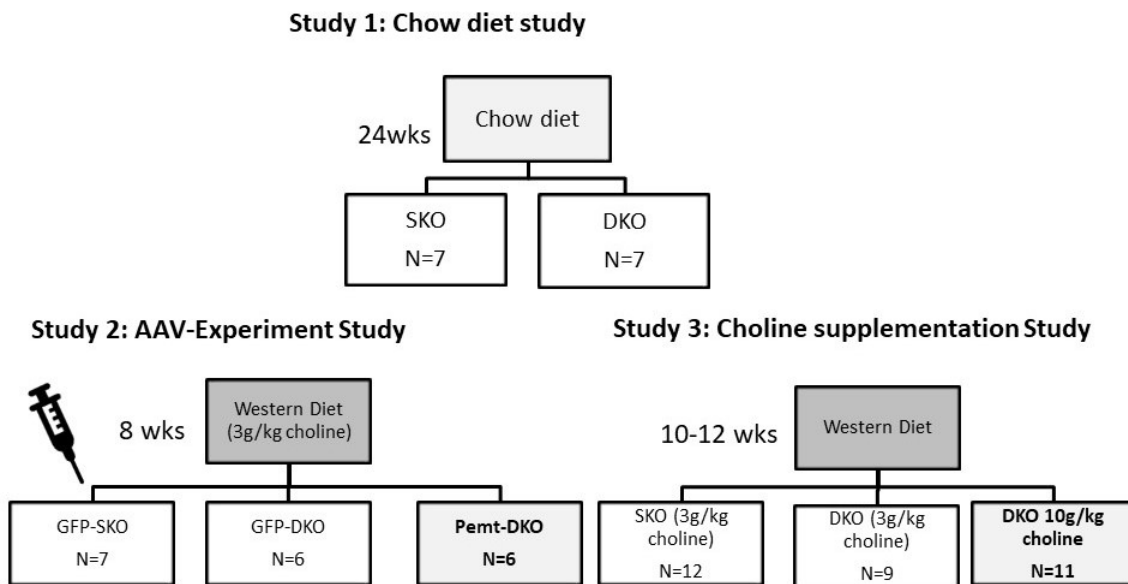 Study 1: Chow diet study
24wks
Chow diet
SKO
N=7
DKO
N=7
Study 2: AAV-Experiment Study
8 wks
Western Diet
(3g/kg choline)
GFP-SKO
N=7
GFP-DKO
N=6
Pemt-DKO
N=6
Study 3: Choline supplementation Study
10-12 wks
Western Diet
SKO (3g/kg
choline)
N=12
DKO (3g/kg
choline)
N=9
DKO 10g/kg
choline
N=11